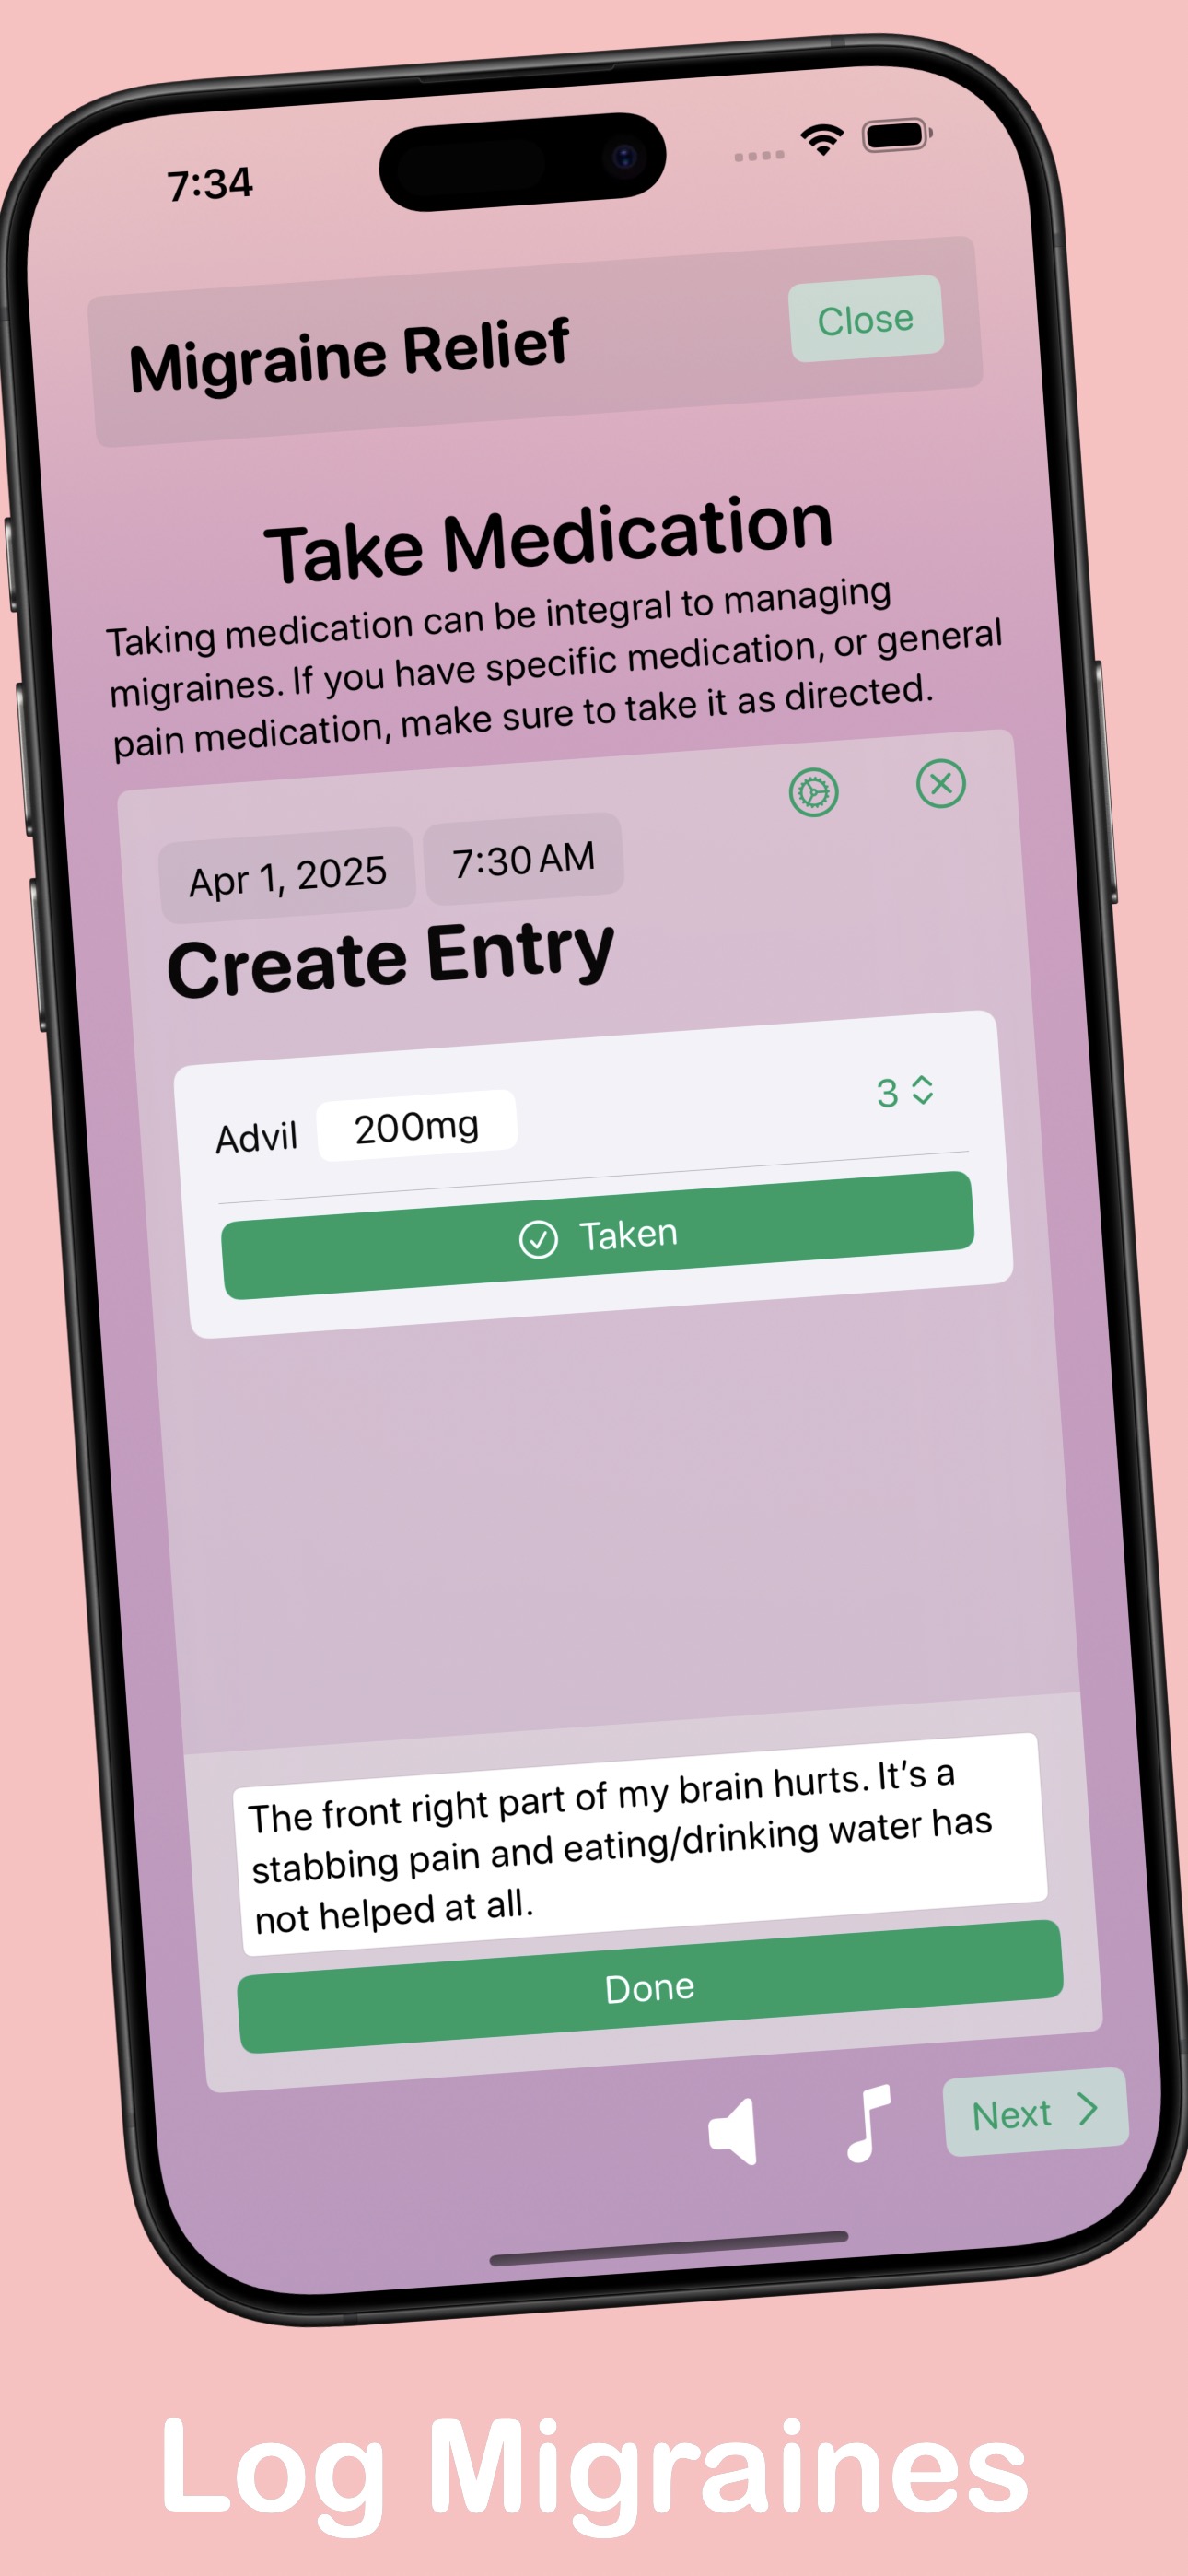 7:34
Migraine Relief
Close
Take Medication
Taking medication can be integral to managing
migraines. If you have specific medication, or general
pain medication, make sure to take it as directed.
Apr 1, 2025
7:30 AM
Create Entry
Advil
200mg
3
Taken
The front right part of my brain hurts. It’s a
stabbing pain and eating/drinking water has
not helped at all.
Done
Next
Log Migraines